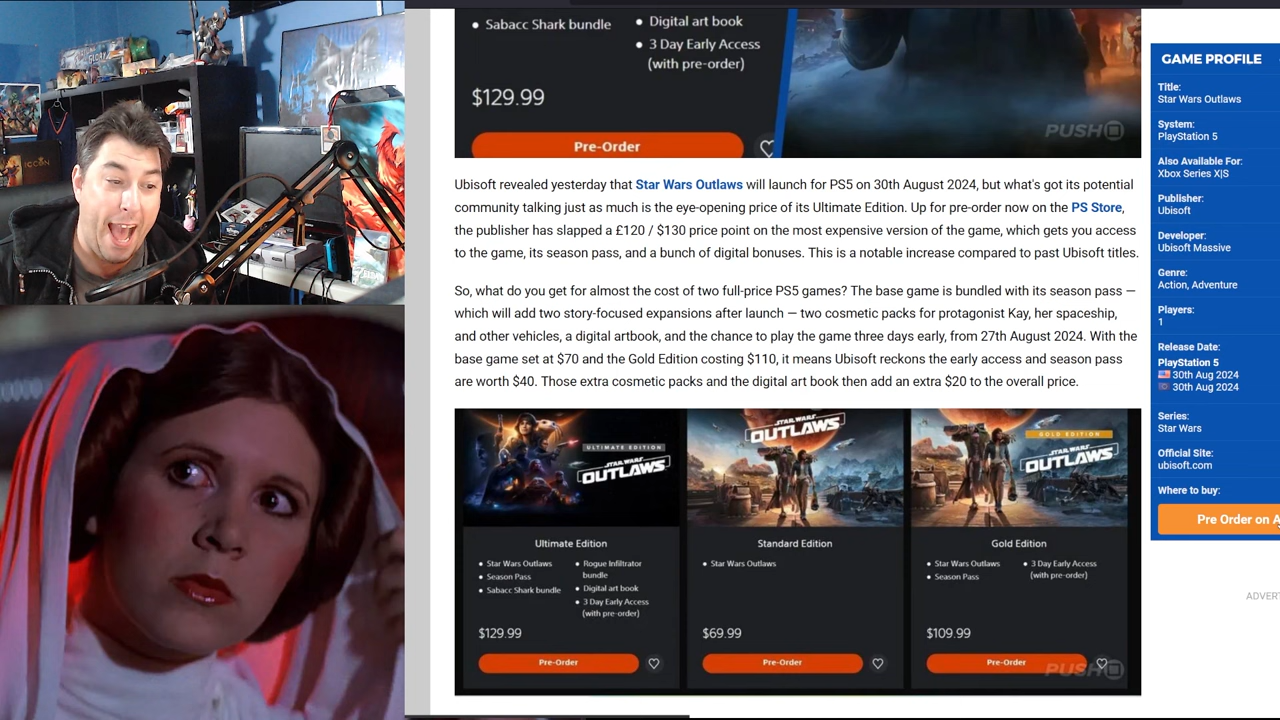 Sabacc Shark bundle
Digital art book
3 Day Early Access
(with pre-order)
$129.99
Pre-Order
PUSH
Ubisoft revealed yesterday that Star Wars Outlaws will launch for PS5 on 30th August 2024, but what's got its potential
community talking just as much is the eye-opening price of its Ultimate Edition. Up for pre-order now on the PS Store,
the publisher has slapped a £120 / $130 price point on the most expensive version of the game, which gets you access
to the game, its season pass, and a bunch of digital bonuses. This is a notable increase compared to past Ubisoft titles.
So, what do you get for almost the cost of two full-price PS5 games? The base game is bundled with its season pass —
which will add two story-focused expansions after launch — two cosmetic packs for protagonist Kay, her spaceship,
and other vehicles, a digital artbook, and the chance to play the game three days early, from 27th August 2024. With the
base game set at $70 and the Gold Edition costing $110, it means Ubisoft reckons the early access and season pass
are worth $40. Those extra cosmetic packs and the digital art book then add an extra $20 to the overall price.
ULTIMATE EDITION
STAR WARS
OUTLAWS
Ultimate Edition
Star Wars Outlaws
Season Pass
Sabacc Shark bundle
Rogue Infiltrator
bundle
Digital art book
3 Day Early Access
(with pre-order)
$129.99
Pre-Order
STAR WARS
OUTLAWS
Standard Edition
Star Wars Outlaws
$69.99
Pre-Order
GOLD EDITION
STAR WARS
OUTLAWS
Gold Edition
Star Wars Outlaws
Season Pass
3 Day Early Access
(with pre-order)
$109.99
Pre-Order
PUSH
GAME PROFILE
Title:
Star Wars Outlaws
System:
PlayStation 5
Also Available For:
Xbox Series X|S
Publisher:
Ubisoft
Developer:
Ubisoft Massive
Genre:
Action, Adventure
Players:
1
Release Date:
PlayStation 5
30th Aug 2024
30th Aug 2024
Series:
Star Wars
Official Site:
ubisoft.com
Where to buy:
Pre Order on A
ADVERT
GLORY